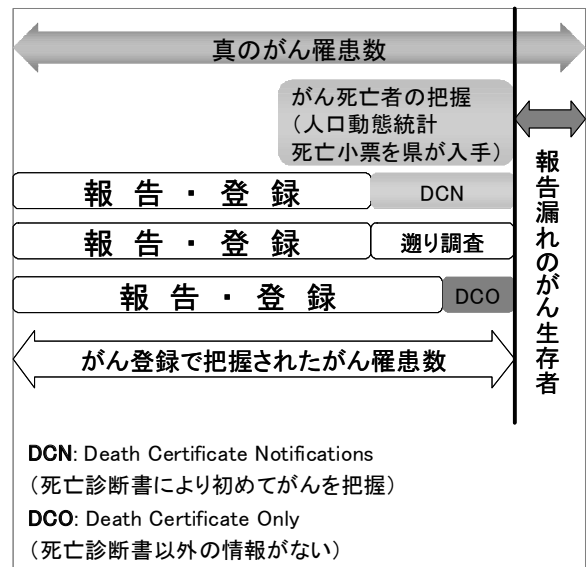 真のがん罹患数
がん死亡者の把握
（人口動態統計
死亡小票を県が入手）
報告漏れのがん生存者
報 告 ・ 登 録 DCN
報 告 ・ 登 録 遡り調査
報 告 ・ 登 録 DCO
がん登録で把握されたがん罹患数
DCN: Death Certificate Notifications
（死亡診断書により初めてがんを把握）
DCO: Death Certificate Only
（死亡診断書以外の情報がない）